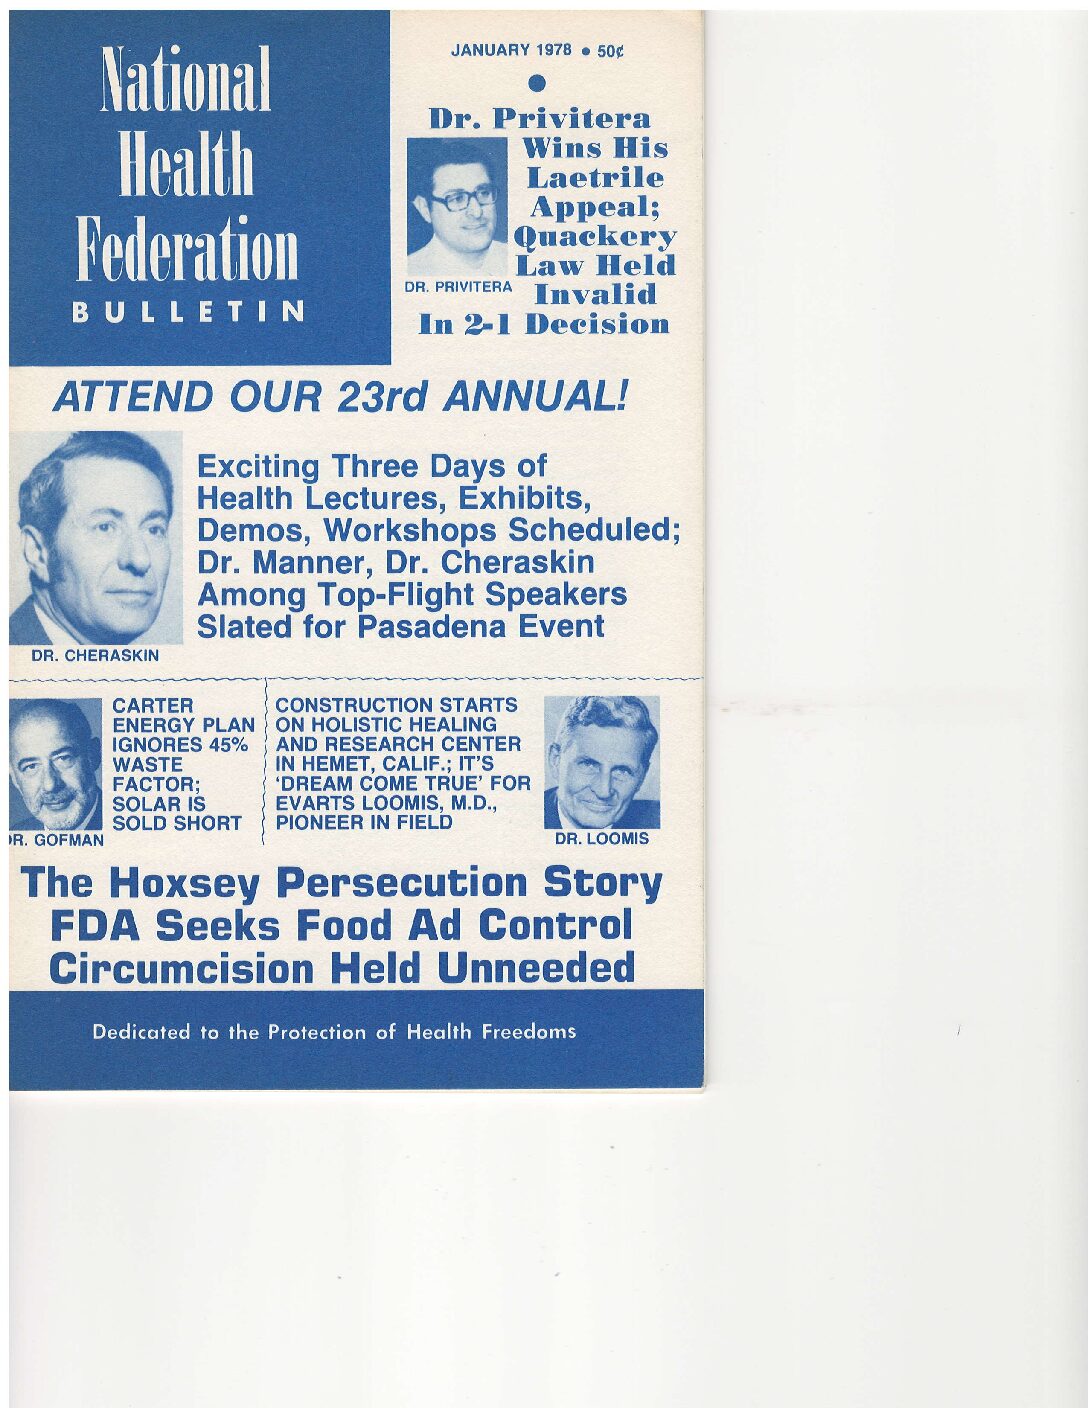 National
Health
Federation
BULLETIN
JANUARY 1978 • 50¢
Dr. Privitera
Wins His
Laetrile
Appeal;
Quackery
Law Held
Invalid
In 2-1 Decision
DR. PRIVITERA
ATTEND OUR 23rd ANNUAL!
Exciting Three Days of
Health Lectures, Exhibits,
Demos, Workshops Scheduled;
Dr. Manner, Dr. Cheraskin
Among Top-Flight Speakers
Slated for Pasadena Event
DR. CHERASKIN
CARTER
ENERGY PLAN
IGNORES 45%
WASTE
FACTOR;
SOLAR IS
SOLD SHORT
R. GOFMAN
CONSTRUCTION STARTS
ON HOLISTIC HEALING
AND RESEARCH CENTER
IN HEMET, CALIF.; IT'S
'DREAM COME TRUE' FOR
EVARTS LOOMIS, M.D.,
PIONEER IN FIELD
DR. LOOMIS
The Hoxsey Persecution Story
FDA Seeks Food Ad Control
Circumcision Held Unneeded
Dedicated to the Protection of Health Freedoms